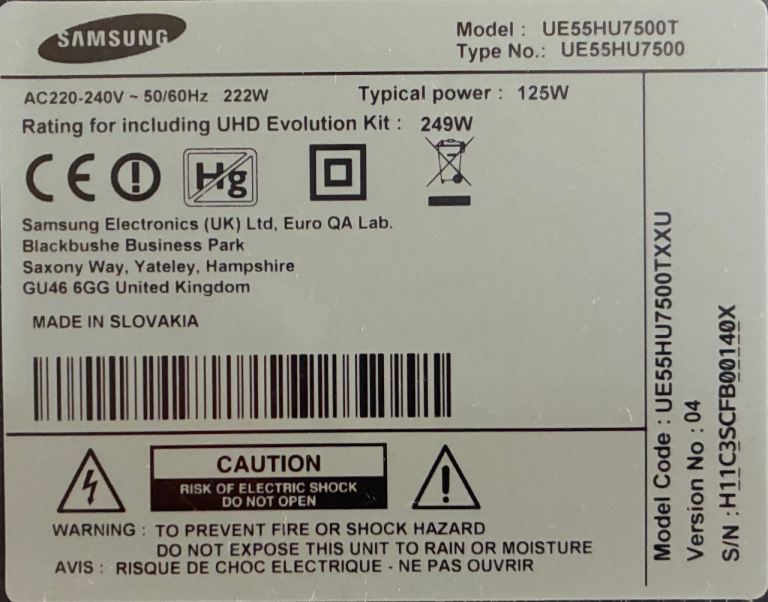 SAMSUNG
Model : UE55HU7500T
Type No.: UE55HU7500
AC220-240V ~ 50/60Hz 222W
Typical power : 125W
Rating for including UHD Evolution Kit : 249W
CE
Hg
Samsung Electronics (UK) Ltd, Euro QA Lab.
Blackbushe Business Park
Saxony Way, Yateley, Hampshire
GU46 6GG United Kingdom
MADE IN SLOVAKIA
CAUTION
RISK OF ELECTRIC SHOCK
DO NOT OPEN
WARNING : TO PREVENT FIRE OR SHOCK HAZARD
DO NOT EXPOSE THIS UNIT TO RAIN OR MOISTURE
AVIS : RISQUE DE CHOC ELECTRIQUE - NE PAS OUVRIR
Model Code : UE55HU7500TXXU
Version No : 04
S/N : H11C3SCFB00140X